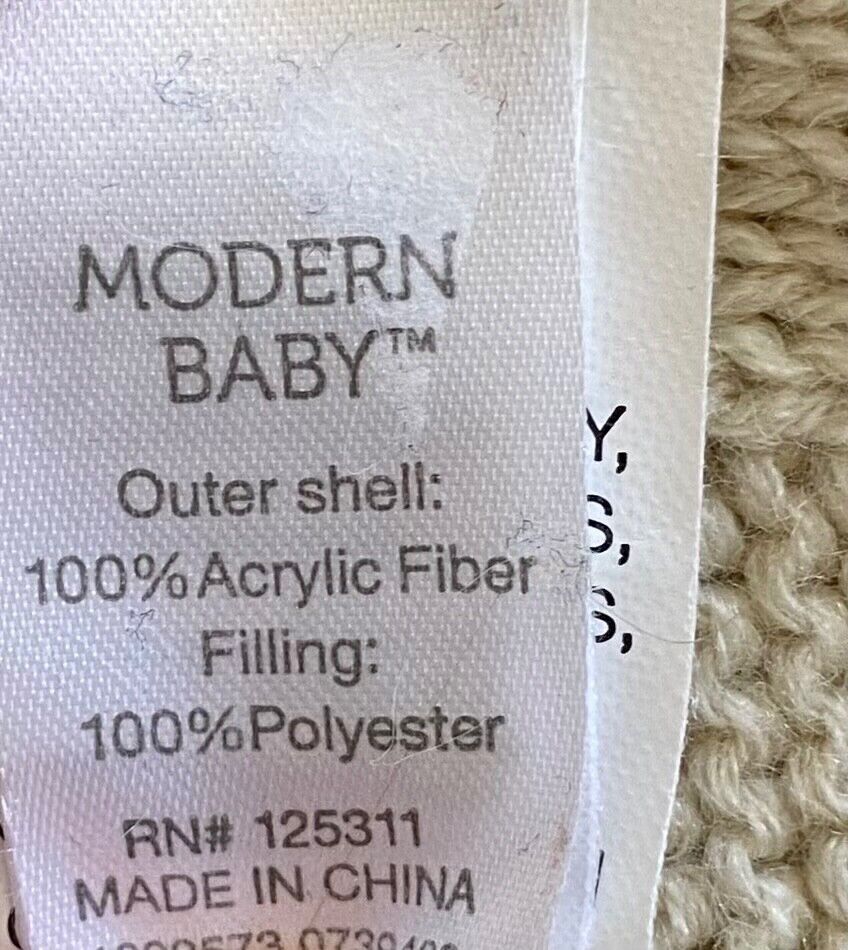 MODERN
BABY™
Outer shell:
100% Acrylic Fiber
Filling:
100% Polyester
RN# 125311
MADE IN CHINA
Y,
S,
S,